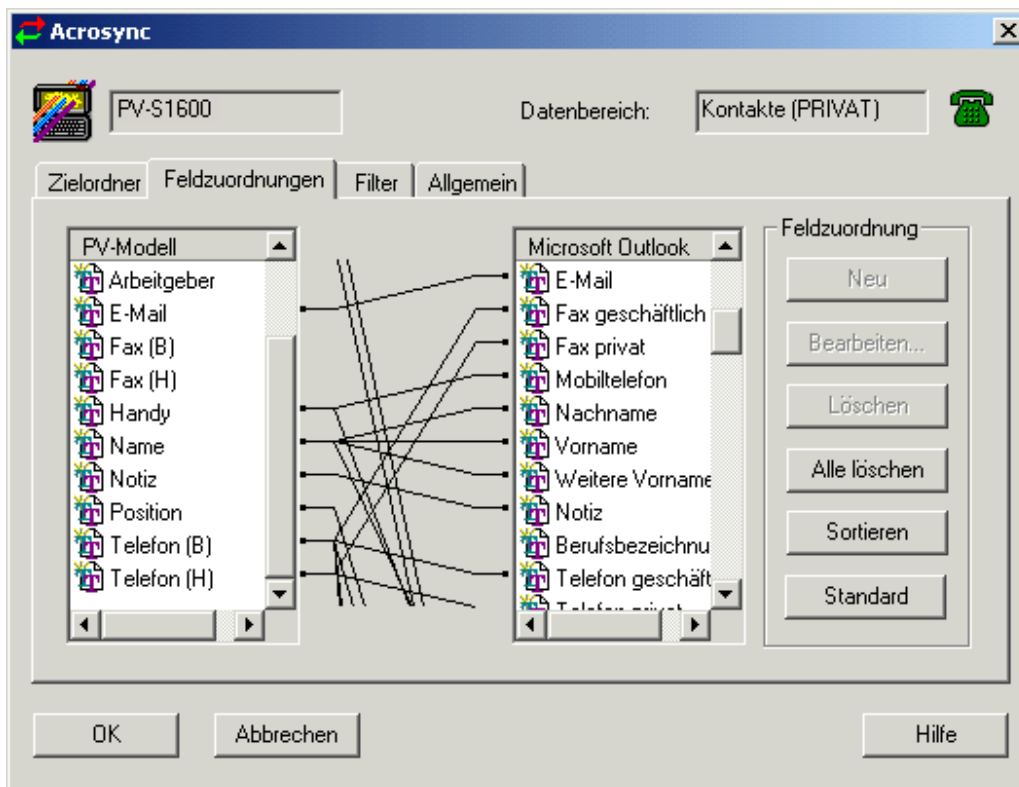 Acrosync
PV-S1600
Datenbereich:
Kontakte (PRIVAT)
Zielordner
Feldzuordnungen
Filter
Allgemein
PV-Modell
Arbeitgeber
E-Mail
Fax (B)
Fax (H)
Handy
Name
Notiz
Position
Telefon (B)
Telefon (H)
Microsoft Outlook
E-Mail
Fax geschäftlich
Fax privat
Mobiltelefon
Nachname
Vorname
Weitere Vorname
Notiz
Berufsbezeichnu
Telefon geschäft
Telefon privat
Feldzuordnung
Neu
Bearbeiten...
Löschen
Alle löschen
Sortieren
Standard
OK
Abbrechen
Hilfe